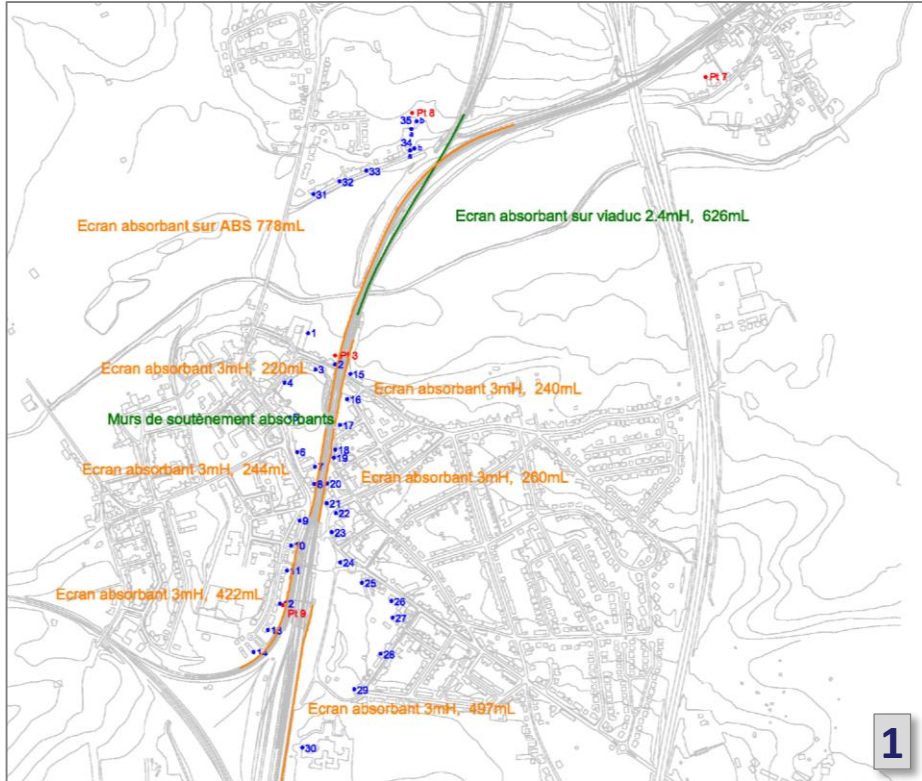 Pt 7
Pt 8
35
b
a
34
b
a
33
32
31
Ecran absorbant sur viaduc 2.4mH, 626mL
Ecran absorbant sur ABS 778mL
1
Pt 3
2
Ecran absorbant 3mH, 220mL
3
15
4
Ecran absorbant 3mH, 240mL
16
Murs de soutènement absorbants
5
17
18
6
19
Ecran absorbant 3mH, 244mL
7
Ecran absorbant 3mH, 260mL
8
20
21
22
9
23
10
24
11
25
Ecran absorbant 3mH, 422mL
26
12
Pt 9
27
13
14
28
29
Ecran absorbant 3mH, 497mL
30
1